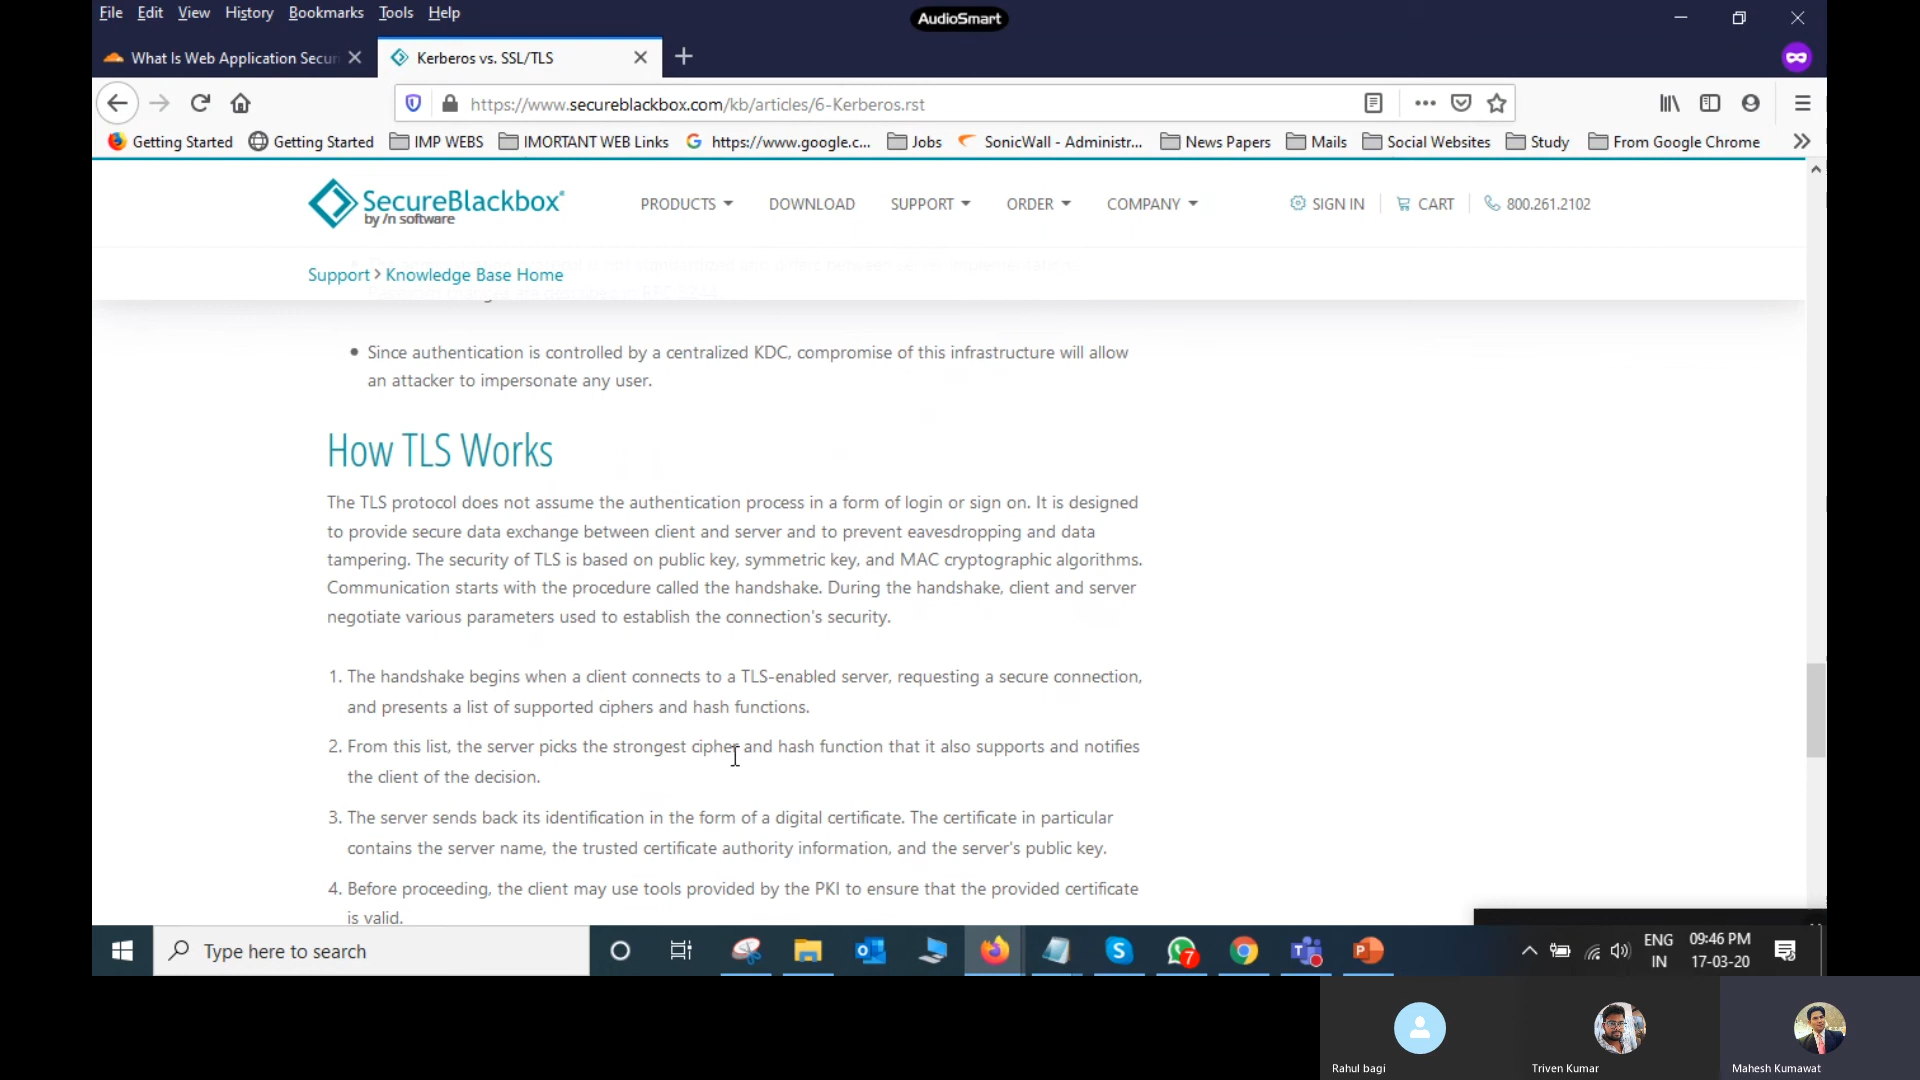 File Edit View History Bookmarks Tools Help
AudioSmart
What Is Web Application Secur
Kerberos vs. SSL/TLS
https://www.secureblackbox.com/kb/articles/6-Kerberos.rst
Getting Started Getting Started IMP WEBS IMORTANT WEB Links https://www.google.c... Jobs SonicWall - Administr... News Papers Mails Social Websites Study From Google Chrome
SecureBlackbox®
by /n software
PRODUCTS DOWNLOAD SUPPORT ORDER COMPANY SIGN IN CART 800.261.2102
Support > Knowledge Base Home
• Since authentication is controlled by a centralized KDC, compromise of this infrastructure will allow
an attacker to impersonate any user.
How TLS Works
The TLS protocol does not assume the authentication process in a form of login or sign on. It is designed
to provide secure data exchange between client and server and to prevent eavesdropping and data
tampering. The security of TLS is based on public key, symmetric key, and MAC cryptographic algorithms.
Communication starts with the procedure called the handshake. During the handshake, client and server
negotiate various parameters used to establish the connection's security.
1. The handshake begins when a client connects to a TLS-enabled server, requesting a secure connection,
and presents a list of supported ciphers and hash functions.
2. From this list, the server picks the strongest cipher and hash function that it also supports and notifies
the client of the decision.
3. The server sends back its identification in the form of a digital certificate. The certificate in particular
contains the server name, the trusted certificate authority information, and the server's public key.
4. Before proceeding, the client may use tools provided by the PKI to ensure that the provided certificate
is valid.
Type here to search
7
ENG
IN
09:46 PM
17-03-20
Rahul bagi
Triven Kumar
Mahesh Kumawat